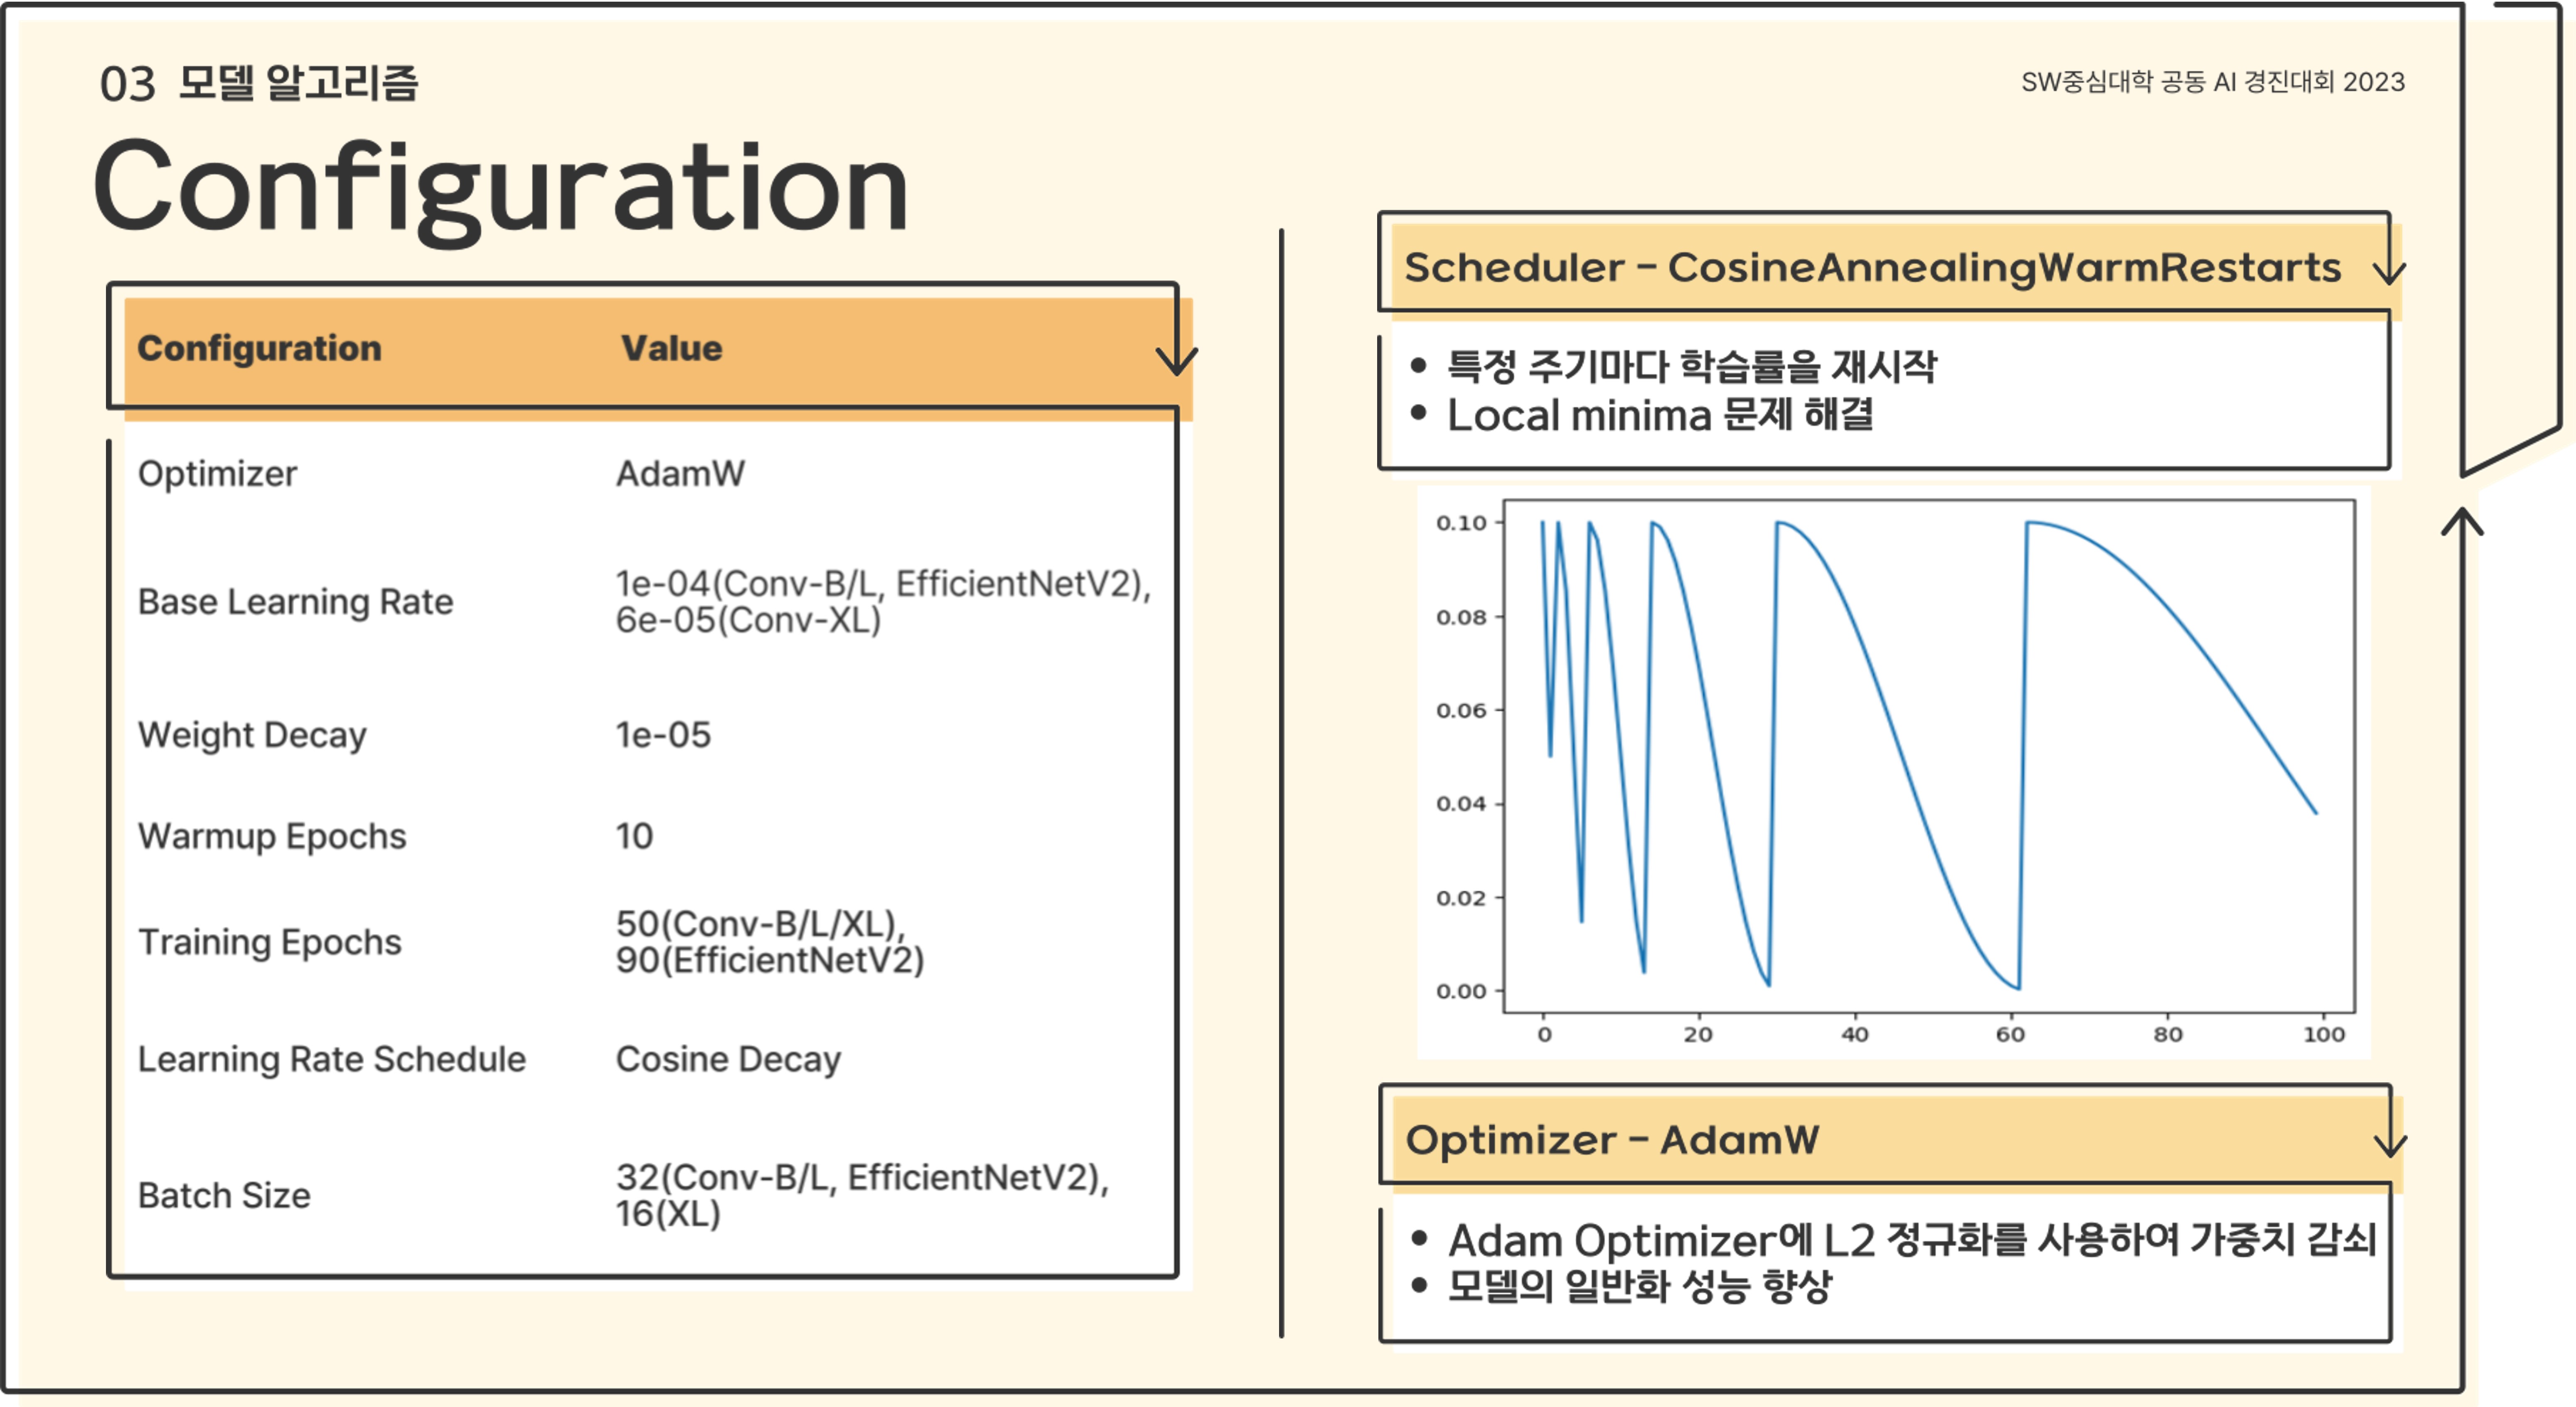 03 모델 알고리즘
SW중심대학 공동 AI 경진대회 2023
Configuration
Configuration Value
Optimizer AdamW
Base Learning Rate 1e-04(Conv-B/L, EfficientNetV2),
6e-05(Conv-XL)
Weight Decay 1e-05
Warmup Epochs 10
Training Epochs 50(Conv-B/L/XL),
90(EfficientNetV2)
Learning Rate Schedule Cosine Decay
Batch Size 32(Conv-B/L, EfficientNetV2),
16(XL)
Scheduler - CosineAnnealingWarmRestarts
• 특정 주기마다 학습률을 재시작
• Local minima 문제 해결
0.10
0.08
0.06
0.04
0.02
0.00
0 20 40 60 80 100
Optimizer - AdamW
• Adam Optimizer에 L2 정규화를 사용하여 가중치 감쇠
• 모델의 일반화 성능 향상